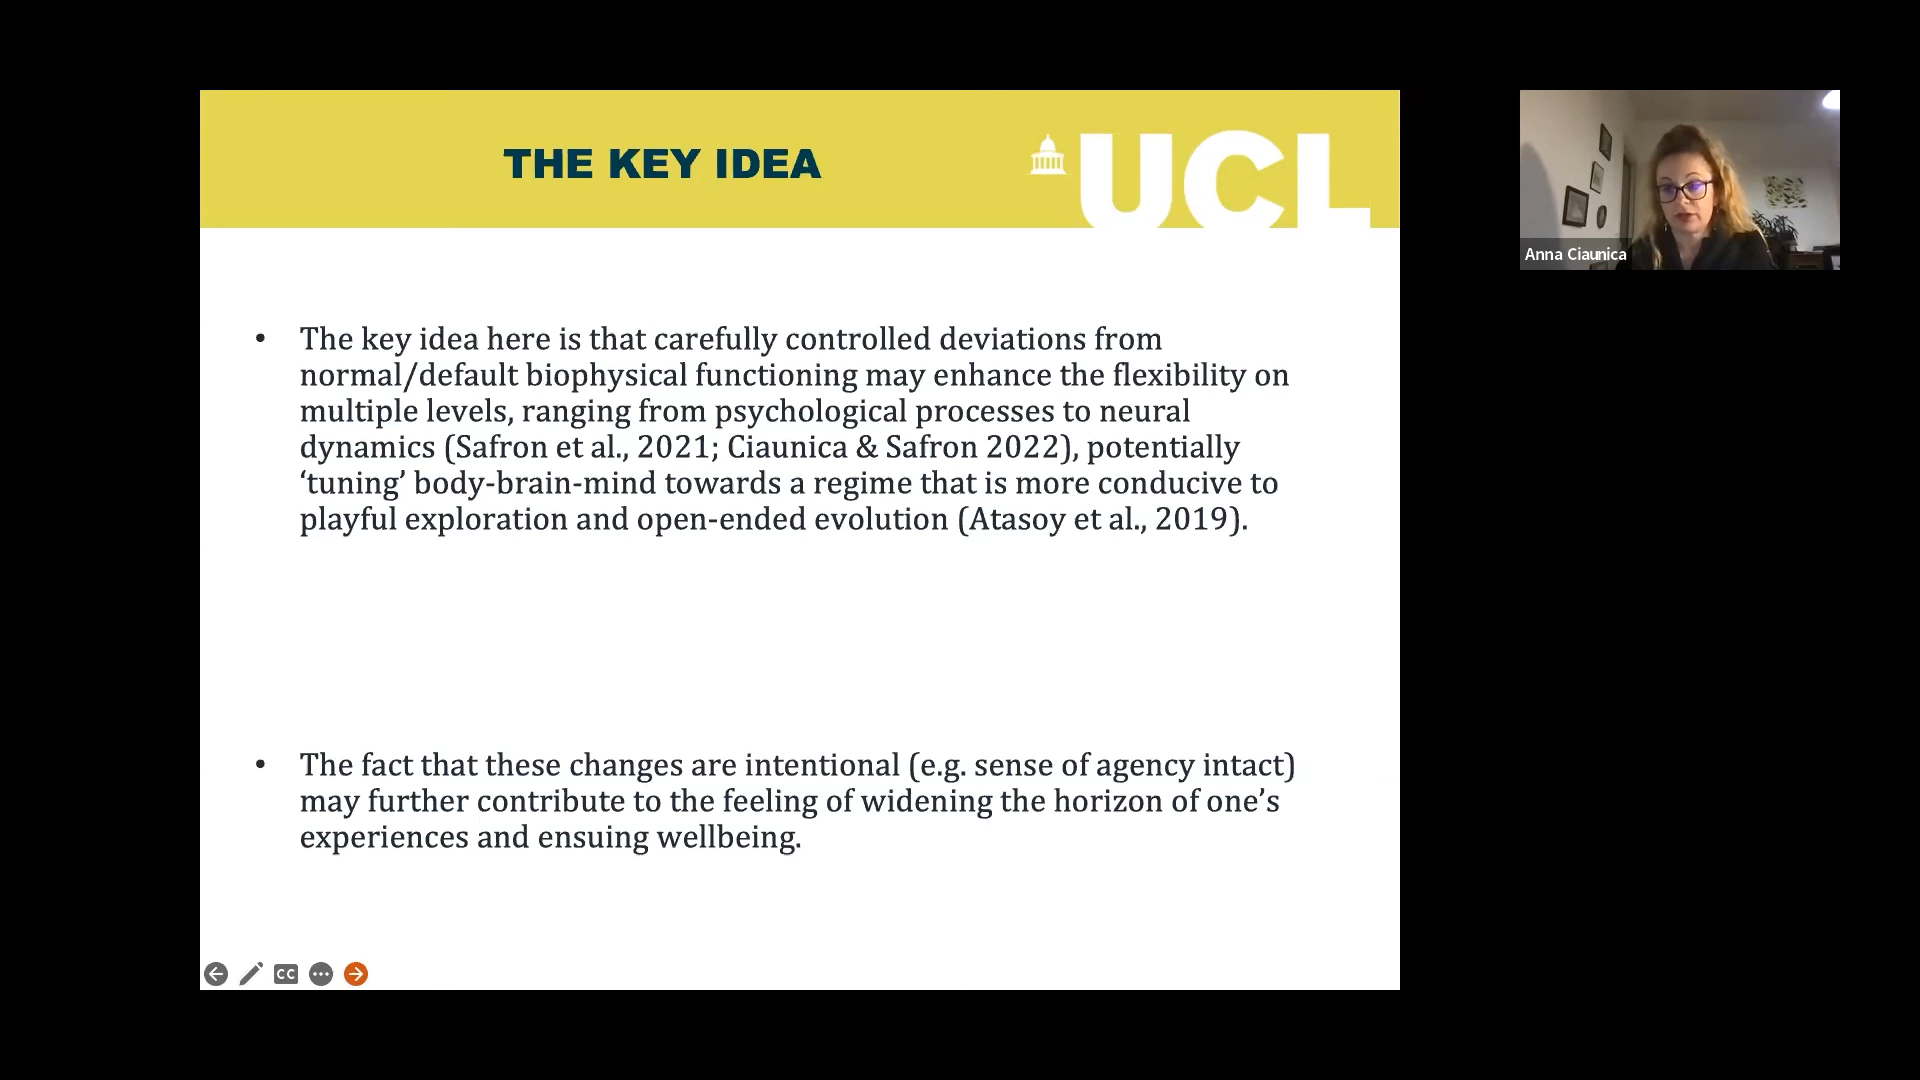 THE KEY IDEA
UCL
• The key idea here is that carefully controlled deviations from
normal/default biophysical functioning may enhance the flexibility on
multiple levels, ranging from psychological processes to neural
dynamics (Safron et al., 2021; Ciaunica & Safron 2022), potentially
‘tuning’ body-brain-mind towards a regime that is more conducive to
playful exploration and open-ended evolution (Atasoy et al., 2019).
• The fact that these changes are intentional (e.g. sense of agency intact)
may further contribute to the feeling of widening the horizon of one’s
experiences and ensuing wellbeing.
CC
Anna Ciaunica